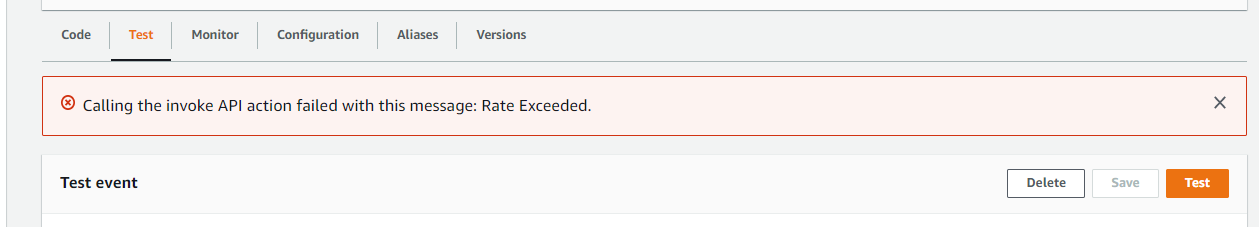 Code Test Monitor Configuration Aliases Versions
Calling the invoke API action failed with this message: Rate Exceeded.
Test event Delete Save Test